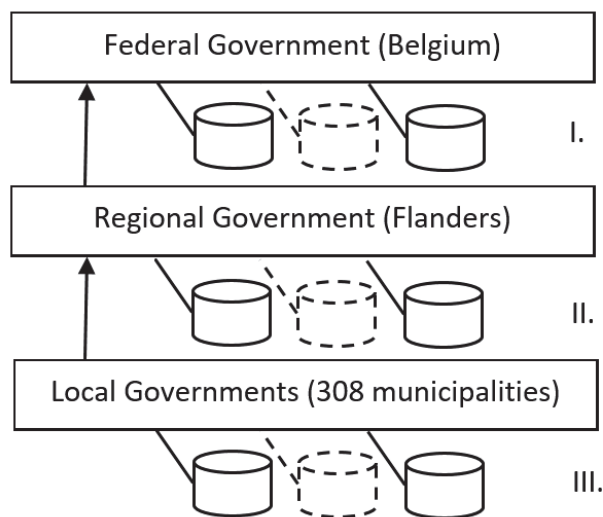 Federal Government (Belgium)
I.
Regional Government (Flanders)
II.
Local Governments (308 municipalities)
III.